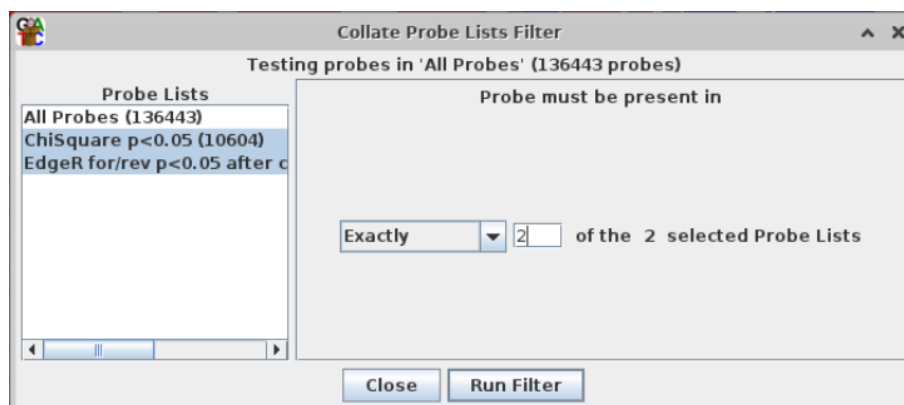 Collate Probe Lists Filter
Testing probes in 'All Probes' (136443 probes)
Probe Lists
All Probes (136443)
ChiSquare p<0.05 (10604)
EdgeR for/rev p<0.05 after c
Probe must be present in
Exactly 2 of the 2 selected Probe Lists
Close Run Filter